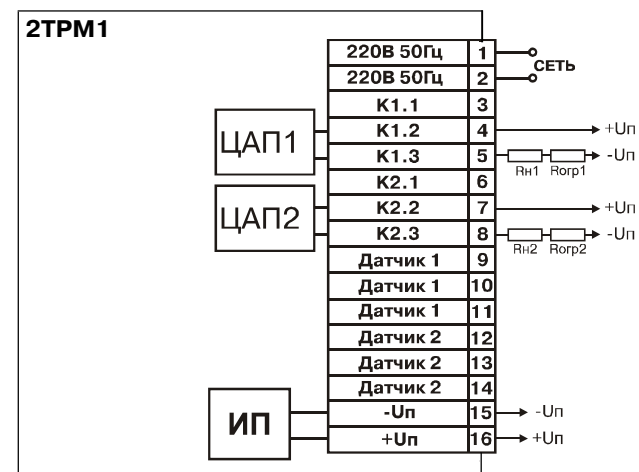 2ТРМ1
220В 50Гц 1
СЕТЬ
220В 50Гц 2
К1.1 3
ЦАП1
К1.2 4 +Uп
К1.3 5 -Uп
Rн1 Rогр1
К2.1 6
ЦАП2
К2.2 7 +Uп
К2.3 8 -Uп
Rн2 Rогр2
Датчик 1 9
Датчик 1 10
Датчик 1 11
Датчик 2 12
Датчик 2 13
Датчик 2 14
ИП
-Uп 15 -Uп
+Uп 16 +Uп